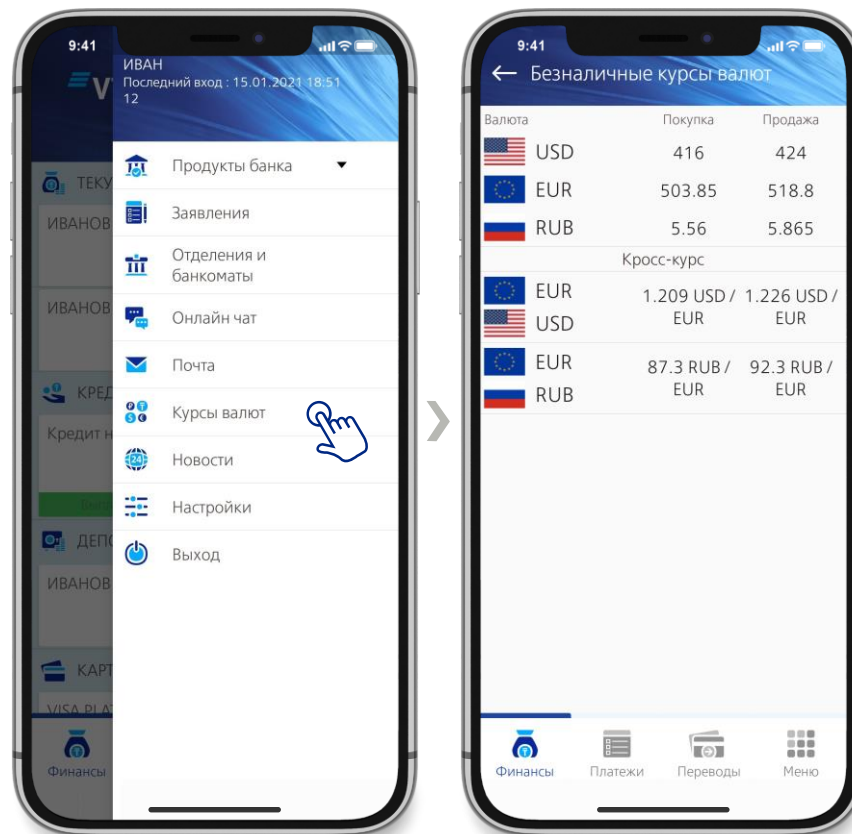 9:41
ИВАН
Последний вход : 15.01.2021 18:51
12
Продукты банка
Заявления
Отделения и
банкоматы
Онлайн чат
Почта
Курсы валют
24
Новости
Настройки
Выход
ТЕКУ
ИВАНОВ
ИВАНОВ
КРЕД
Кредит н
ДЕПО
ИВАНОВ
КАРТ
VISA PLA
Финансы
9:41
Безналичные курсы валют
Валюта Покупка Продажа
USD 416 424
EUR 503.85 518.8
RUB 5.56 5.865
Кросс-курс
EUR 1.209 USD / 1.226 USD /
USD EUR EUR
EUR 87.3 RUB / 92.3 RUB /
RUB EUR EUR
Финансы Платежи Переводы Меню